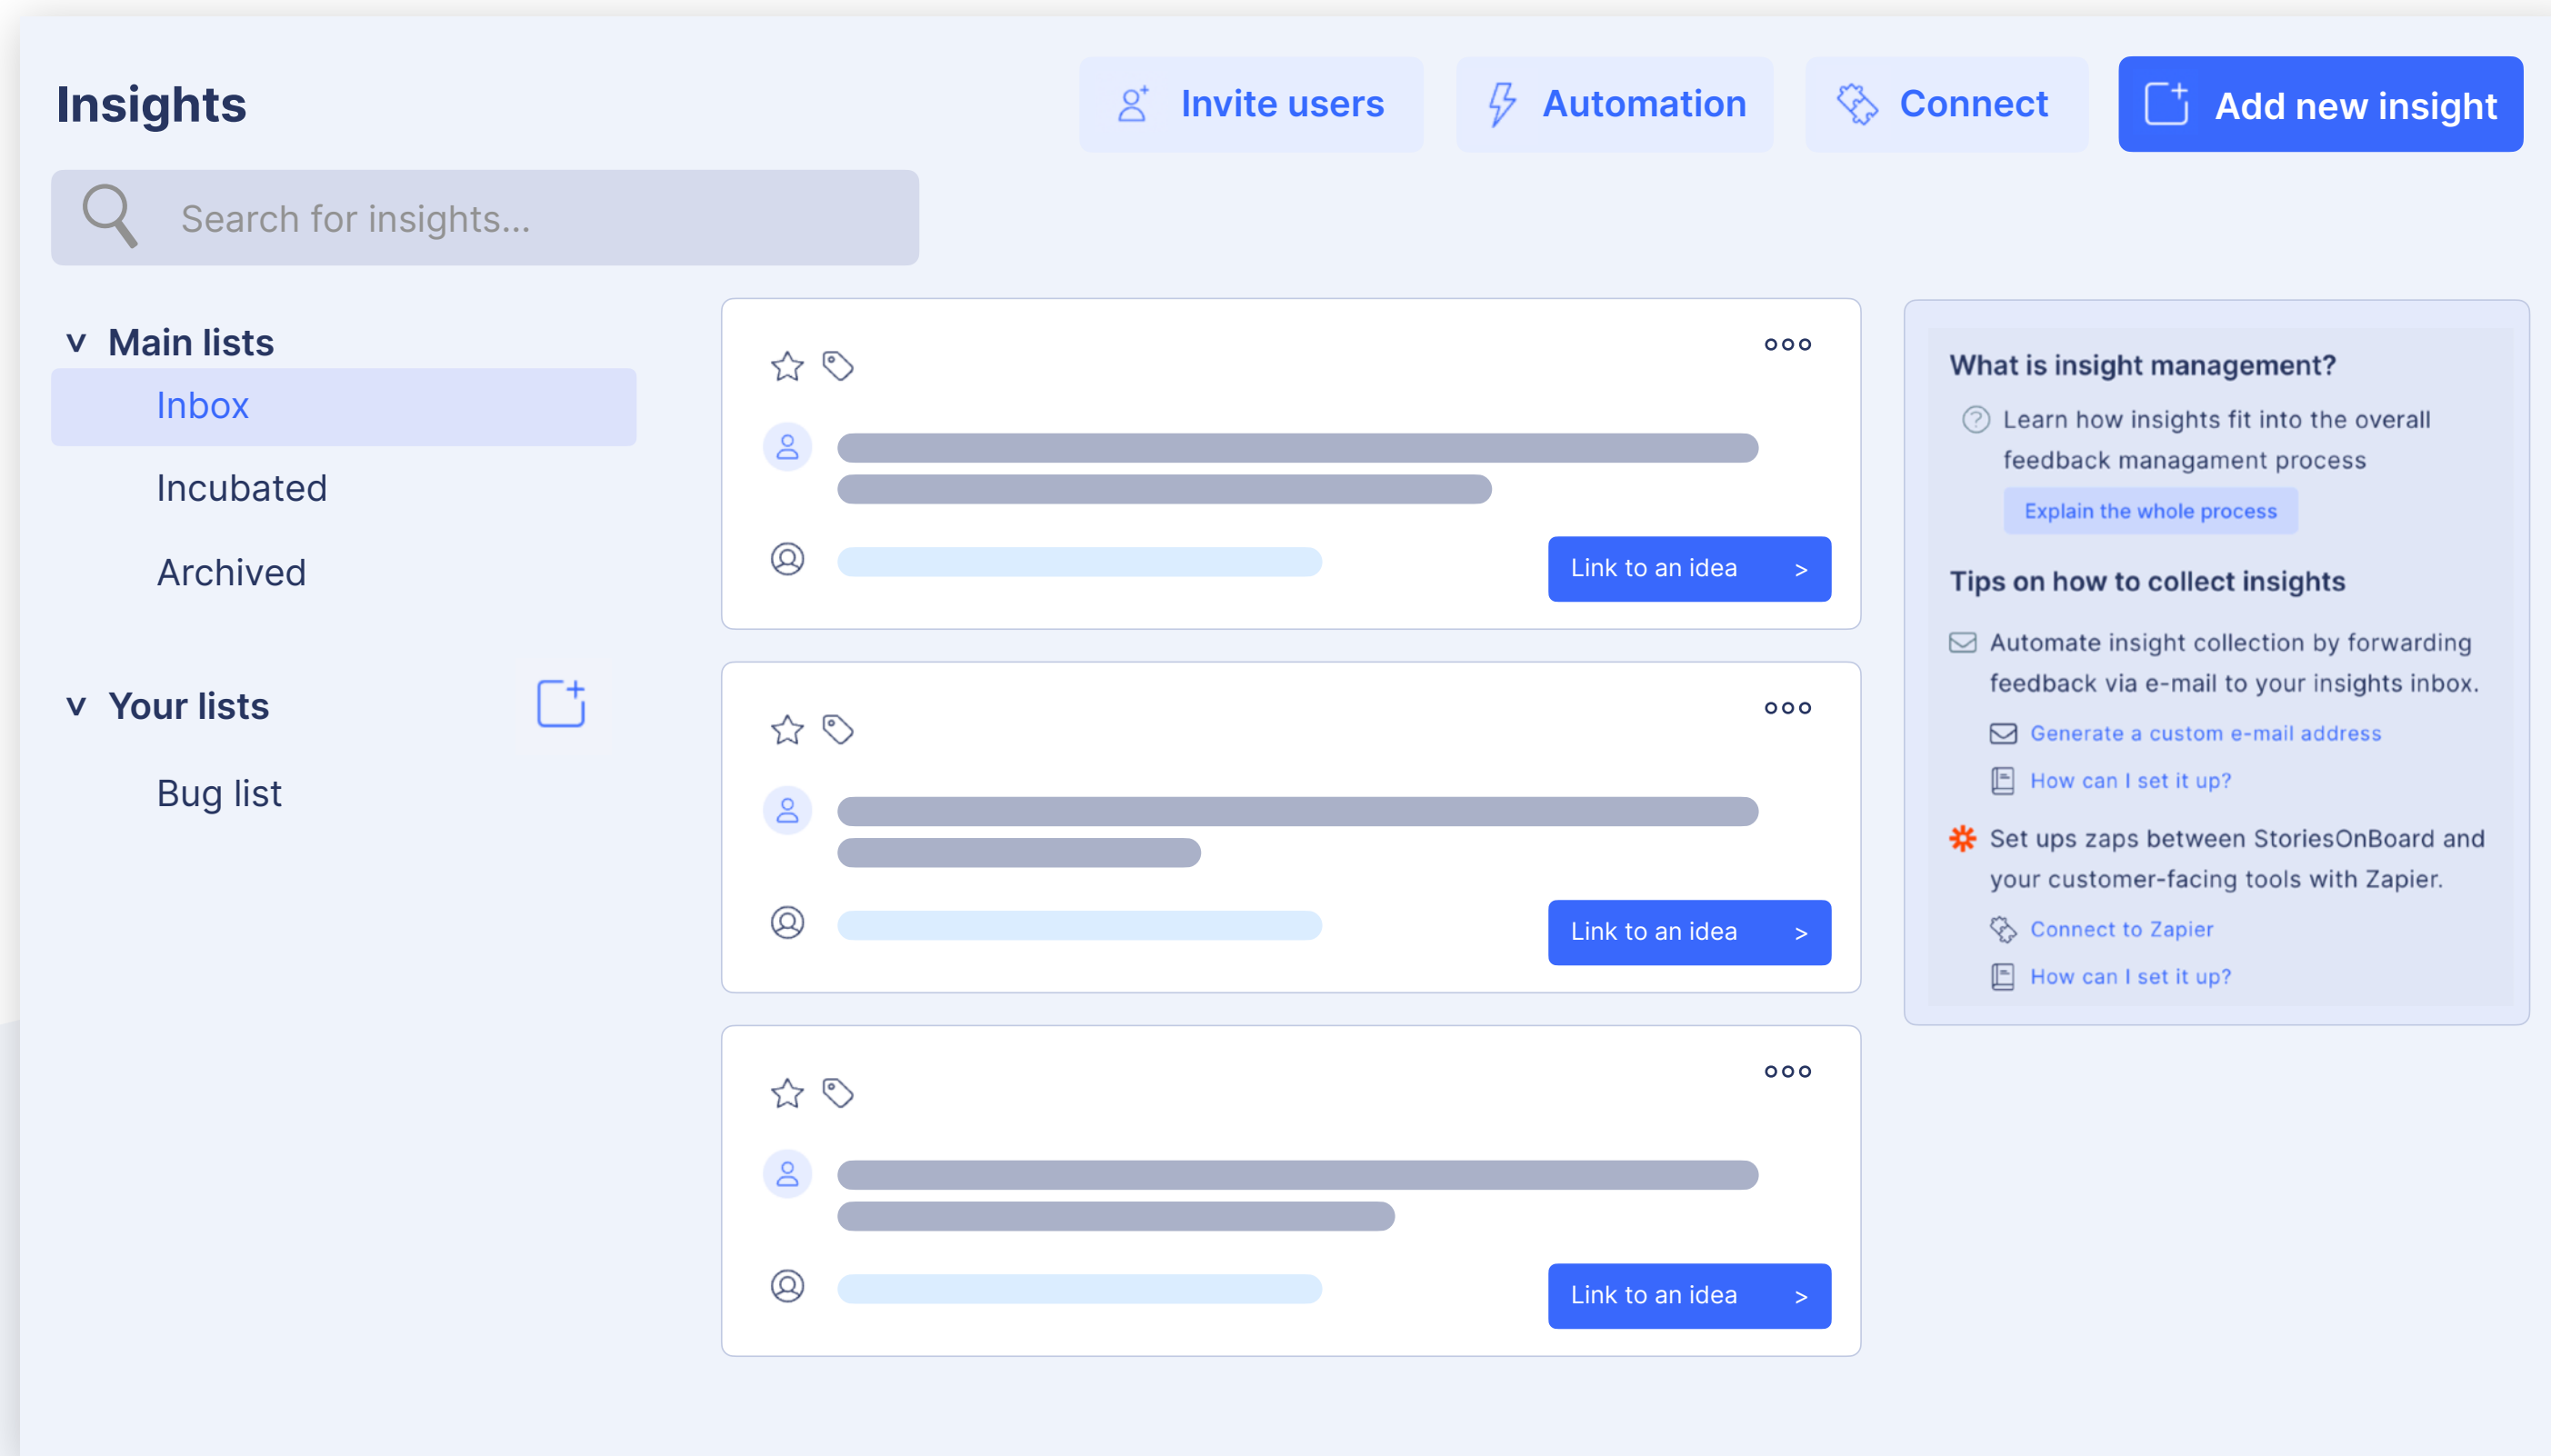 Insights
Invite users
Automation
Connect
Add new insight
Search for insights...
Main lists
Inbox
Incubated
Archived
Your lists
Bug list
Link to an idea >
Link to an idea >
Link to an idea >
What is insight management?
Learn how insights fit into the overall
feedback managament process
Explain the whole process
Tips on how to collect insights
Automate insight collection by forwarding
feedback via e-mail to your insights inbox.
Generate a custom e-mail address
How can I set it up?
Set ups zaps between StoriesOnBoard and
your customer-facing tools with Zapier.
Connect to Zapier
How can I set it up?